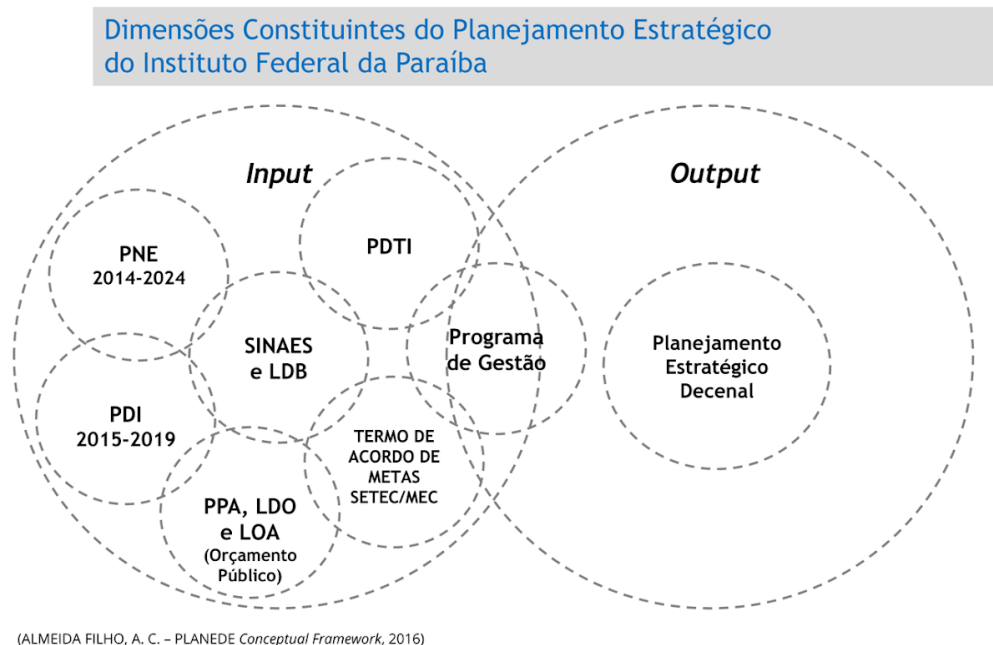 Dimensões Constituintes do Planejamento Estratégico
do Instituto Federal da Paraíba
Input
Output
PNE
2014-2024
PDTI
SINAES
e LDB
Programa
de Gestão
Planejamento
Estratégico
Decenal
PDI
2015-2019
TERMO DE
ACORDO DE
METAS
SETEC/MEC
PPA, LDO
e LOA
(Orçamento
Público)
(ALMEIDA FILHO, A. C. – PLANEDE Conceptual Framework, 2016)